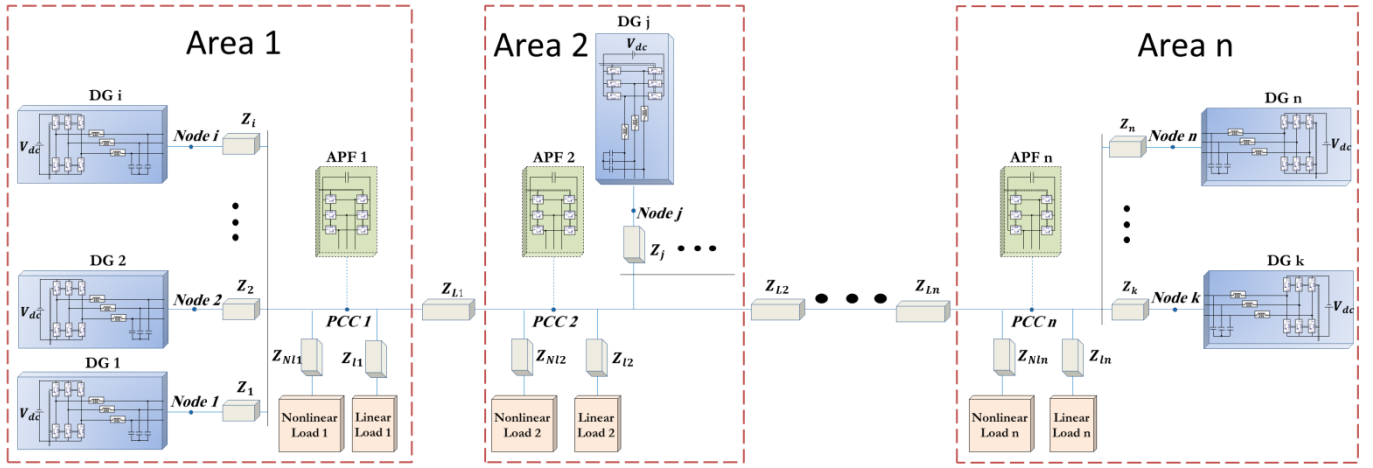 Area 1
DG i
V_dc
Node i
Z_i
APF 1
DG 2
V_dc
Node 2
Z_2
PCC 1
Z_L1
DG 1
V_dc
Node 1
Z_1
Z_Nl1
Z_l1
Nonlinear
Load 1
Linear
Load 1
Area 2
DG j
V_dc
APF 2
Node j
Z_j
PCC 2
Z_Nl2
Z_l2
Nonlinear
Load 2
Linear
Load 2
Z_L2
Z_Ln
Area n
Z_n
Node n
DG n
V_dc
APF n
DG k
Z_k
Node k
V_dc
PCC n
Z_Nln
Z_ln
Nonlinear
Load n
Linear
Load n